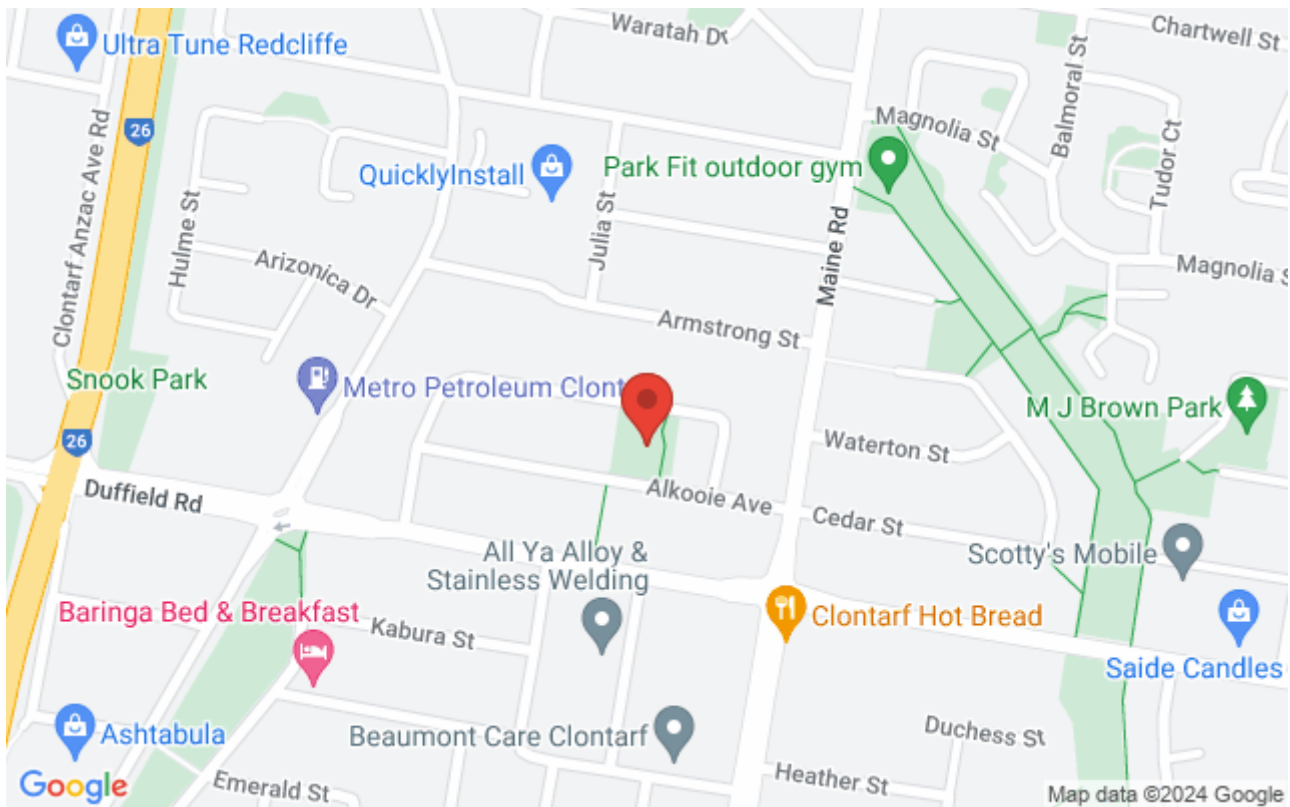 Waratah Dr
Chartwell St
Ultra Tune Redcliffe
26
Balmoral St
Magnolia St
Tudor Ct
Clontarf Anzac Ave Rd
QuicklyInstall
Park Fit outdoor gym
Hulme St
Julia St
Maine Rd
Arizonica Dr
Magnolia S
Armstrong St
Snook Park
Metro Petroleum Clont
M J Brown Park
26
Waterton St
Duffield Rd
Alkooie Ave
Cedar St
All Ya Alloy &
Stainless Welding
Scotty's Mobile
Baringa Bed & Breakfast
Kabura St
Clontarf Hot Bread
Saide Candles
Ashtabula
Beaumont Care Clontarf
Duchess St
Google
Emerald St
Heather St
Map data ©2024 Google